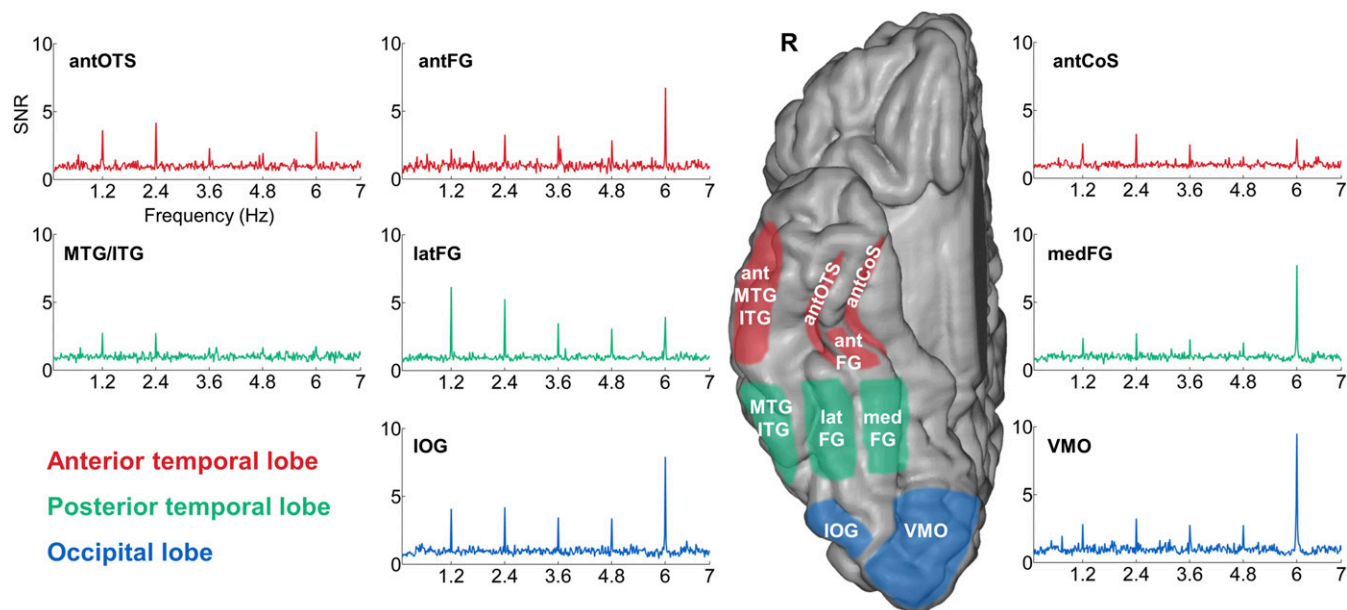 antOTS
10
5
0
SNR
1.2 2.4 3.6 4.8 6 7
Frequency (Hz)
antFG
10
5
0
1.2 2.4 3.6 4.8 6 7
R
antCoS
10
5
0
1.2 2.4 3.6 4.8 6 7
MTG/ITG
10
5
0
1.2 2.4 3.6 4.8 6 7
latFG
10
5
0
1.2 2.4 3.6 4.8 6 7
ant
MTG
ITG
antOTS
antCoS
ant
FG
MTG
ITG
lat
FG
med
FG
IOG
VMO
medFG
10
5
0
1.2 2.4 3.6 4.8 6 7
Anterior temporal lobe
Posterior temporal lobe
Occipital lobe
IOG
10
5
0
1.2 2.4 3.6 4.8 6 7
VMO
10
5
0
1.2 2.4 3.6 4.8 6 7